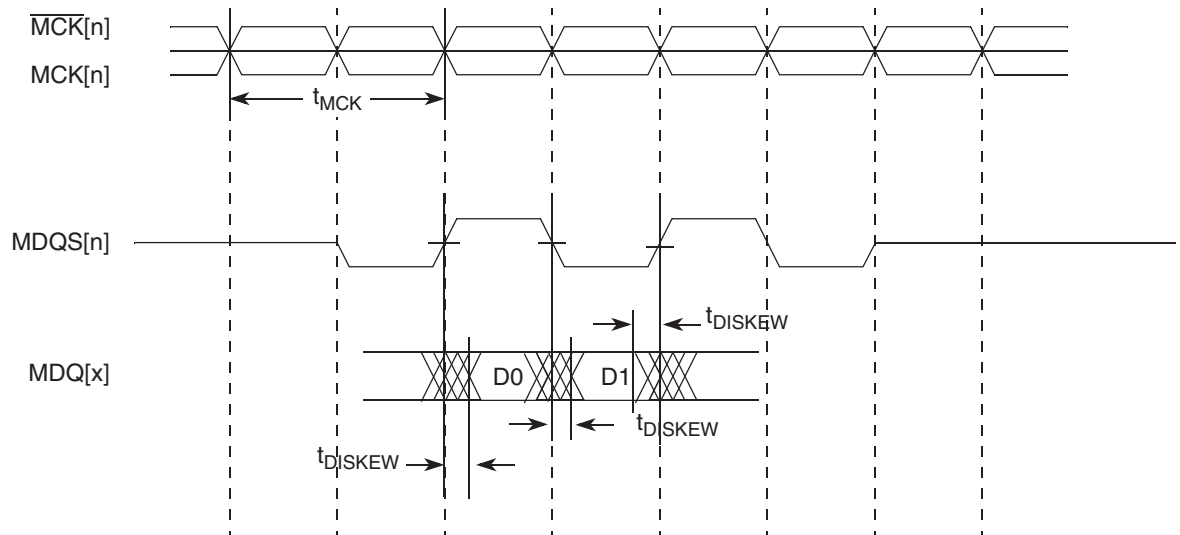 MCK[n]
MCK[n]
tMCK
MDQS[n]
tDISKEW
MDQ[x]
D0
D1
tDISKEW
tDISKEW